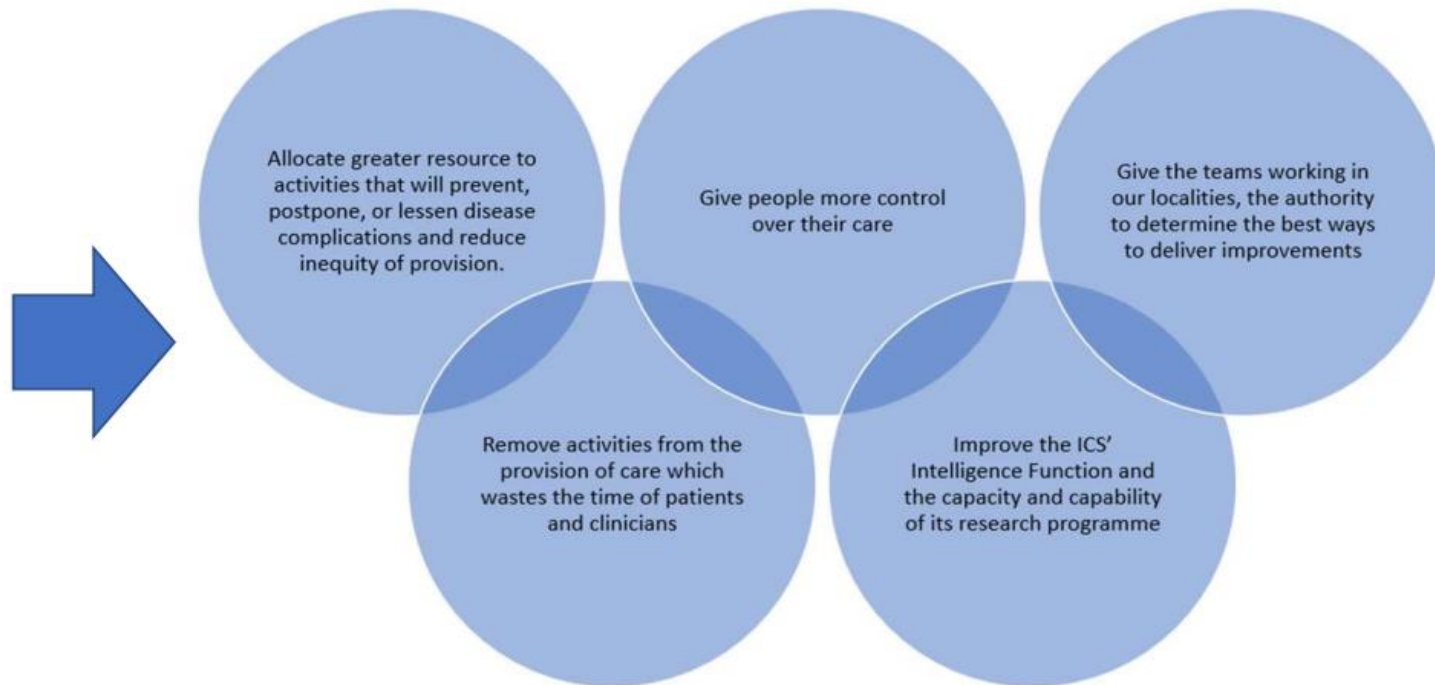 Allocate greater resource to
activities that will prevent,
postpone, or lessen disease
complications and reduce
inequity of provision.
Give people more control
over their care
Give the teams working in
our localities, the authority
to determine the best ways
to deliver improvements
Remove activities from the
provision of care which
wastes the time of patients
and clinicians
Improve the ICS’
Intelligence Function and
the capacity and capability
of its research programme